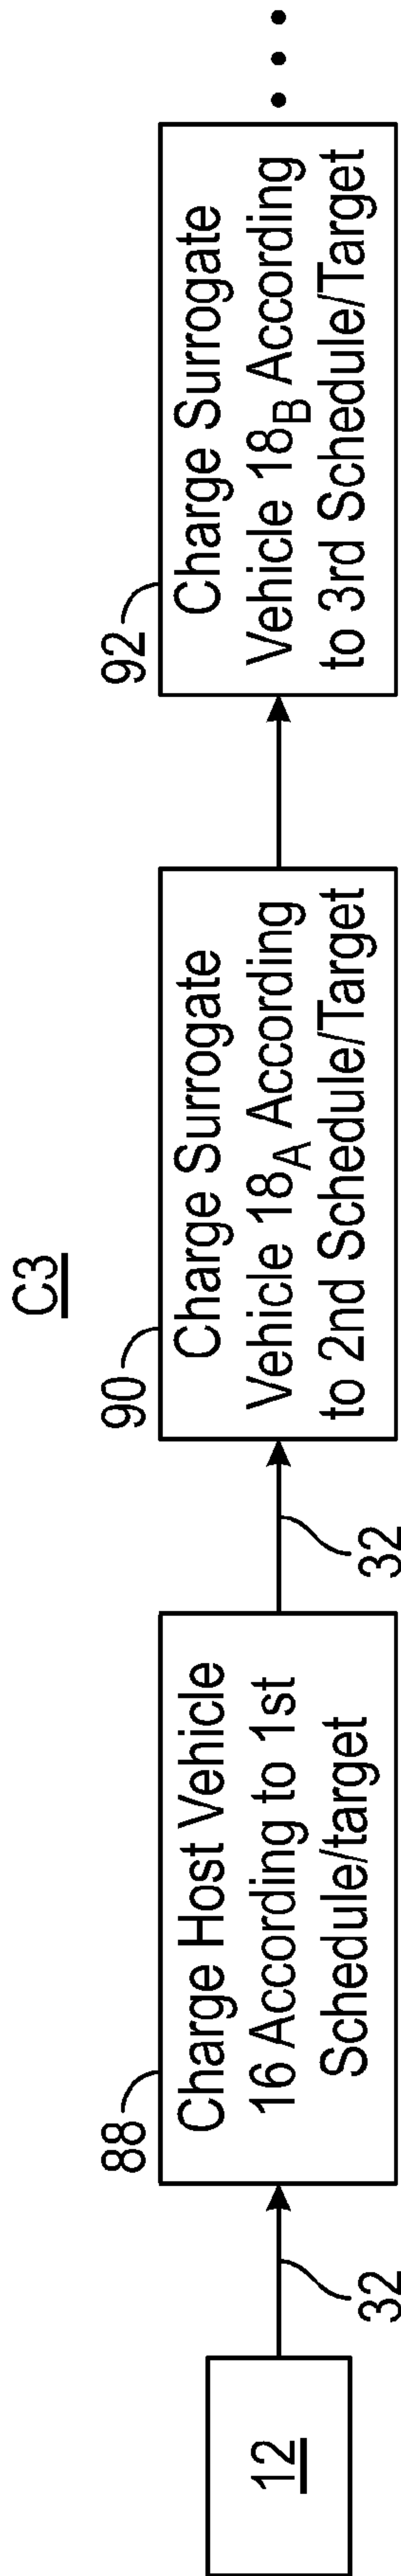 C3
12
32
88
Charge Host Vehicle
16 According to 1st
Schedule/target
32
90
Charge Surrogate
Vehicle 18A According
to 2nd Schedule/Target
92
Charge Surrogate
Vehicle 18B According
to 3rd Schedule/Target